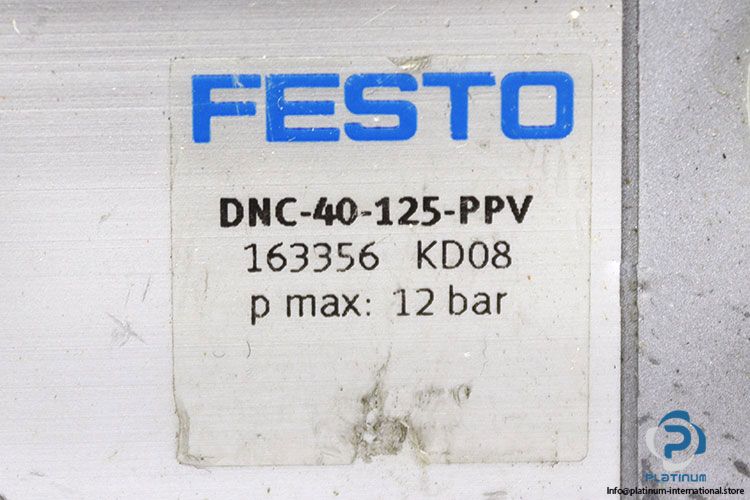 FESTO
DNC-40-125-PPV
163356 KD08
p max: 12 bar
PLATINUM
Info@platinum-international.store